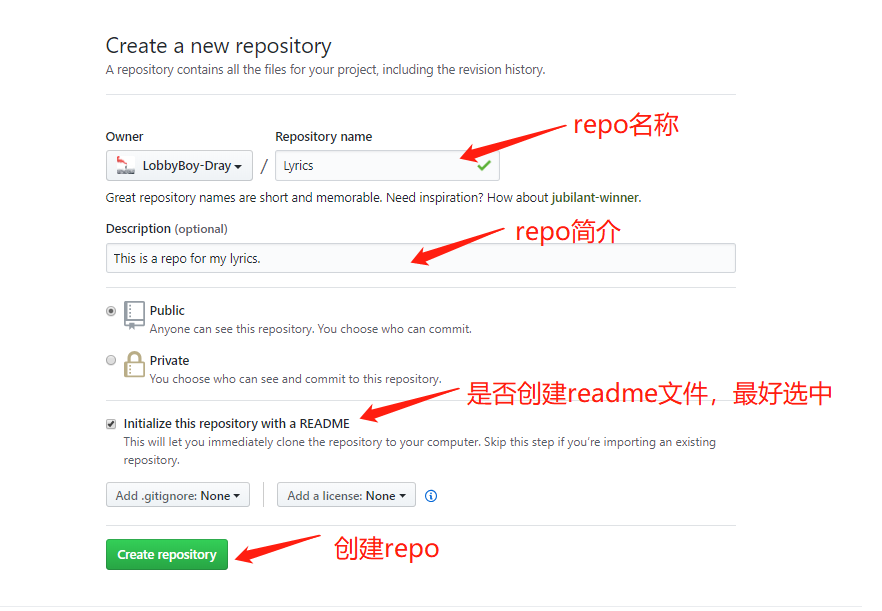 Create a new repository
A repository contains all the files for your project, including the revision history.
repo名称
Owner
Repository name
LobbyBoy-Dray
/
Lyrics
Great repository names are short and memorable. Need inspiration? How about jubilant-winner.
repo简介
Description (optional)
This is a repo for my lyrics.
Public
Anyone can see this repository. You choose who can commit.
Private
You choose who can see and commit to this repository.
是否创建readme文件，最好选中
Initialize this repository with a README
This will let you immediately clone the repository to your computer. Skip this step if you're importing an existing
repository.
Add .gitignore: None
Add a license: None
Create repository
创建repo